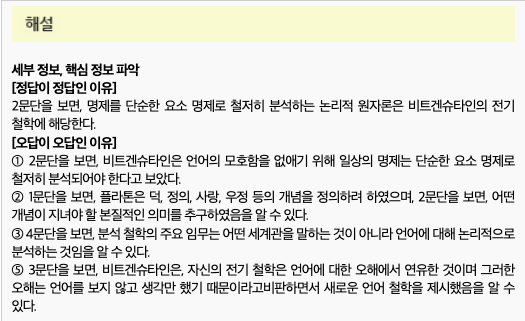 해설
세부 정보, 핵심 정보 파악
[정답이 정답인 이유]
2문단을 보면, 명제를 단순한 요소 명제로 철저히 분석하는 논리적 원자론은 비트겐슈타인의 전기
철학에 해당한다.
[오답이 오답인 이유]
① 2문단을 보면, 비트겐슈타인은 언어의 모호함을 없애기 위해 일상의 명제는 단순한 요소 명제로
철저히 분석되어야 한다고 보았다.
② 1문단을 보면, 플라톤은 덕, 정의, 사랑, 우정 등의 개념을 정의하려 하였으며, 2문단을 보면, 어떤
개념이 지녀야 할 본질적인 의미를 추구하였음을 알 수 있다.
③ 4문단을 보면, 분석 철학의 주요 임무는 어떤 세계관을 말하는 것이 아니라 언어에 대해 논리적으로
분석하는 것임을 알 수 있다.
⑤ 3문단을 보면, 비트겐슈타인은, 자신의 전기 철학은 언어에 대한 오해에서 연유한 것이며 그러한
오해는 언어를 보지 않고 생각만 했기 때문이라고비판하면서 새로운 언어 철학을 제시했음을 알 수
있다.